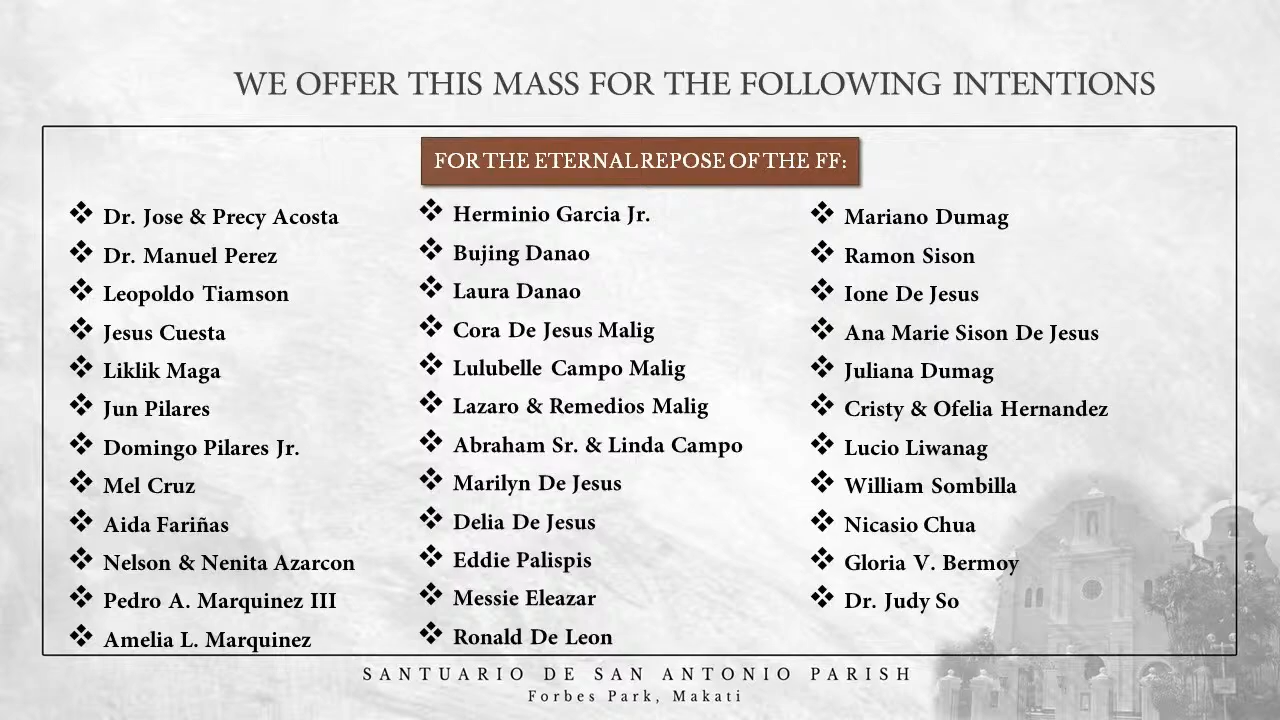 WE OFFER THIS MASS FOR THE FOLLOWING INTENTIONS
FOR THE ETERNAL REPOSE OF THE FF:
❖ Dr. Jose & Precy Acosta
❖ Dr. Manuel Perez
❖ Leopoldo Tiamson
❖ Jesus Cuesta
❖ Liklik Maga
❖ Jun Pilares
❖ Domingo Pilares Jr.
❖ Mel Cruz
❖ Aida Fariñas
❖ Nelson & Nenita Azarcon
❖ Pedro A. Marquinez III
❖ Amelia L. Marquinez
❖ Herminio Garcia Jr.
❖ Bujing Danao
❖ Laura Danao
❖ Cora De Jesus Malig
❖ Lulubelle Campo Malig
❖ Lazaro & Remedios Malig
❖ Abraham Sr. & Linda Campo
❖ Marilyn De Jesus
❖ Delia De Jesus
❖ Eddie Palispis
❖ Messie Eleazar
❖ Ronald De Leon
❖ Mariano Dumag
❖ Ramon Sison
❖ Ione De Jesus
❖ Ana Marie Sison De Jesus
❖ Juliana Dumag
❖ Cristy & Ofelia Hernandez
❖ Lucio Liwanag
❖ William Sombilla
❖ Nicasio Chua
❖ Gloria V. Bermoy
❖ Dr. Judy So
SANTUARIO DE SAN ANTONIO PARISH
Forbes Park, Makati